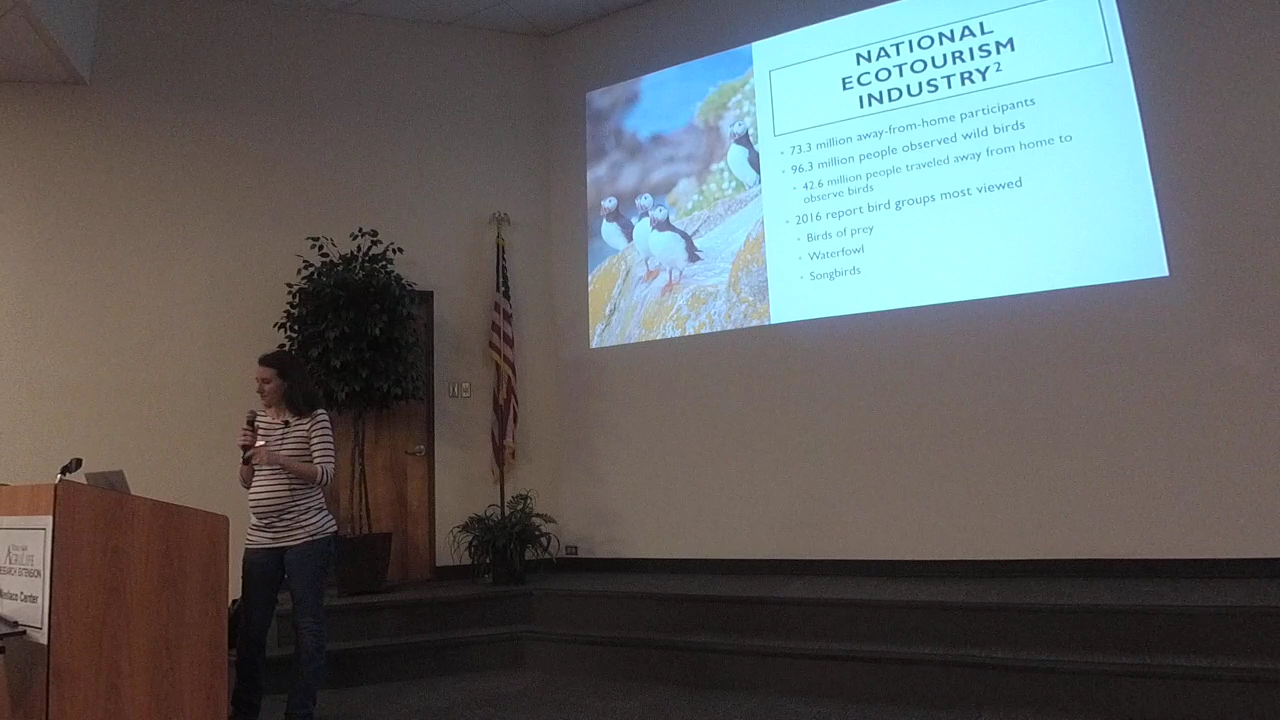 NATIONAL
ECOTOURISM
INDUSTRY²
• 73.3 million away-from-home participants
• 96.3 million people observed wild birds
• 42.6 million people traveled away from home to
observe birds
• 2016 report bird groups most viewed
• Birds of prey
• Waterfowl
• Songbirds
AGRILIFE
EXTENSION
Center